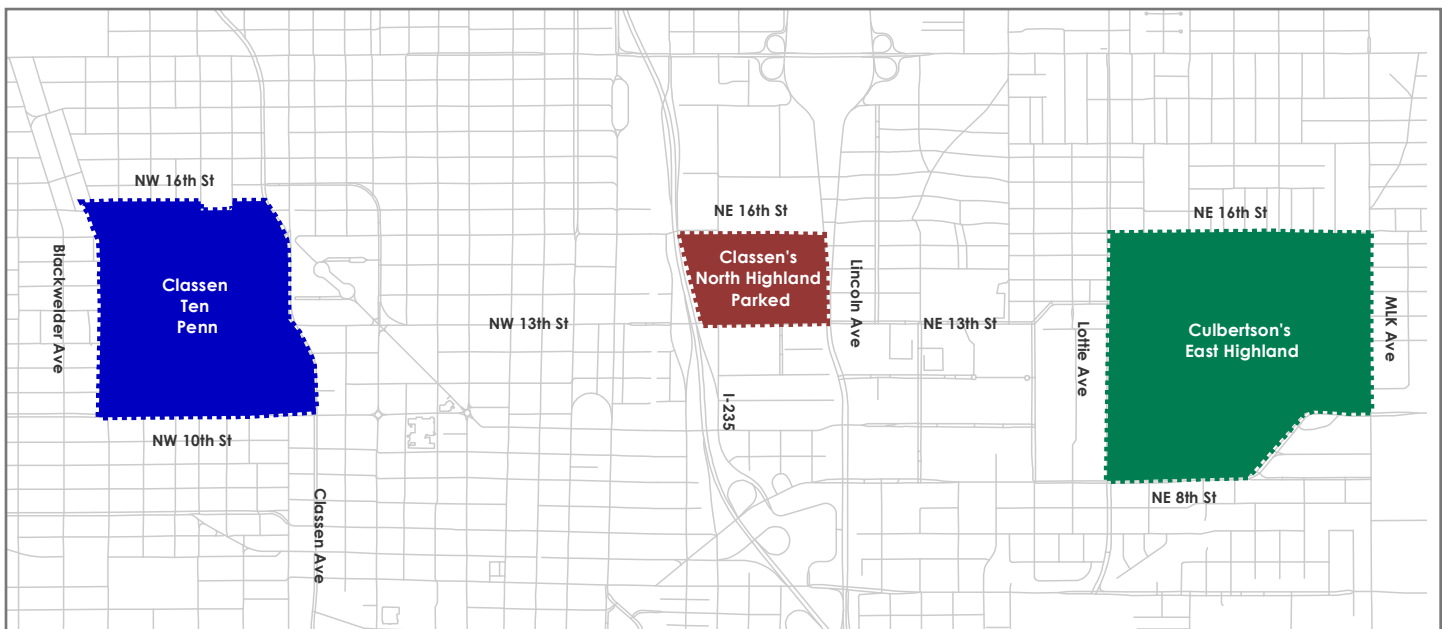 NW 16th St
NE 16th St
NE 16th St
Blackwelder Ave
Classen
Ten
Penn
Classen's
North Highland
Parked
Lincoln Ave
NW 13th St
NE 13th St
Lottie Ave
Culbertson's
East Highland
MLK Ave
I-235
NW 10th St
Classen Ave
NE 8th St